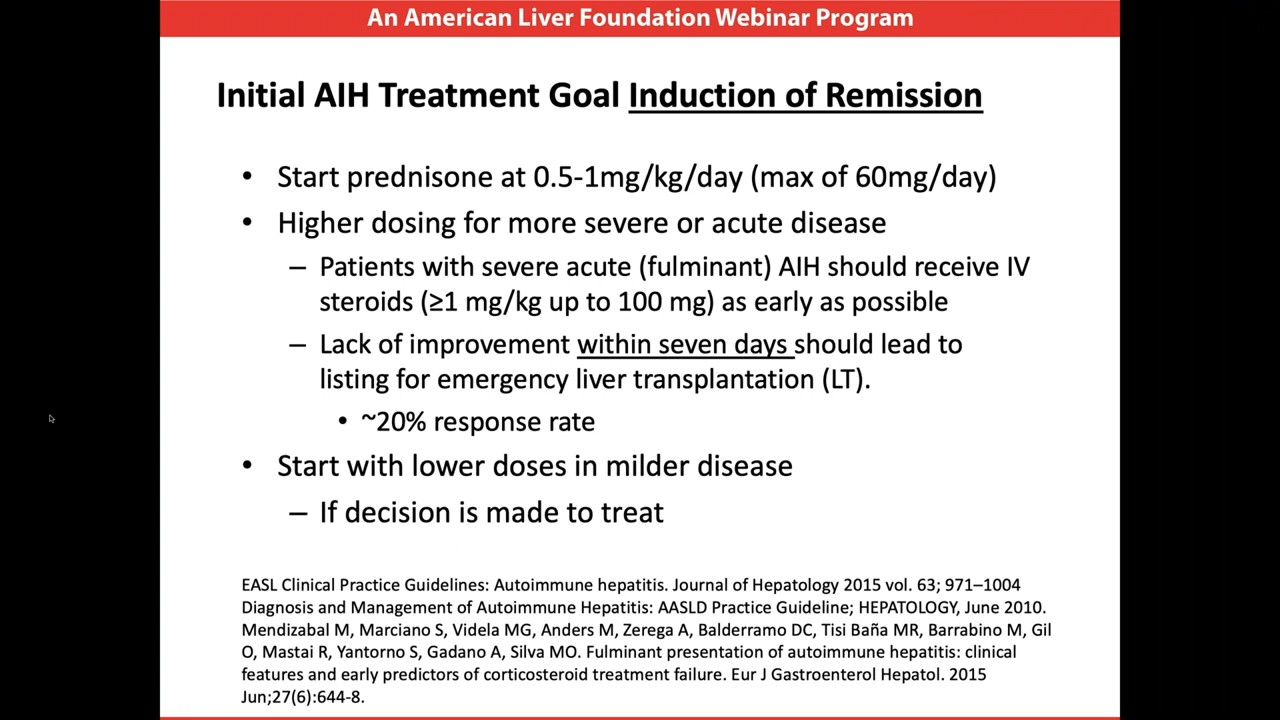 An American Liver Foundation Webinar Program
Initial AIH Treatment Goal Induction of Remission
• Start prednisone at 0.5-1mg/kg/day (max of 60mg/day)
• Higher dosing for more severe or acute disease
– Patients with severe acute (fulminant) AIH should receive IV
steroids (≥1 mg/kg up to 100 mg) as early as possible
– Lack of improvement within seven days should lead to
listing for emergency liver transplantation (LT).
• ~20% response rate
• Start with lower doses in milder disease
– If decision is made to treat
EASL Clinical Practice Guidelines: Autoimmune hepatitis. Journal of Hepatology 2015 vol. 63; 971–1004
Diagnosis and Management of Autoimmune Hepatitis: AASLD Practice Guideline; HEPATOLOGY, June 2010.
Mendizabal M, Marciano S, Videla MG, Anders M, Zerega A, Balderramo DC, Tisi Baña MR, Barrabino M, Gil
O, Mastai R, Yantorno S, Gadano A, Silva MO. Fulminant presentation of autoimmune hepatitis: clinical
features and early predictors of corticosteroid treatment failure. Eur J Gastroenterol Hepatol. 2015
Jun;27(6):644-8.